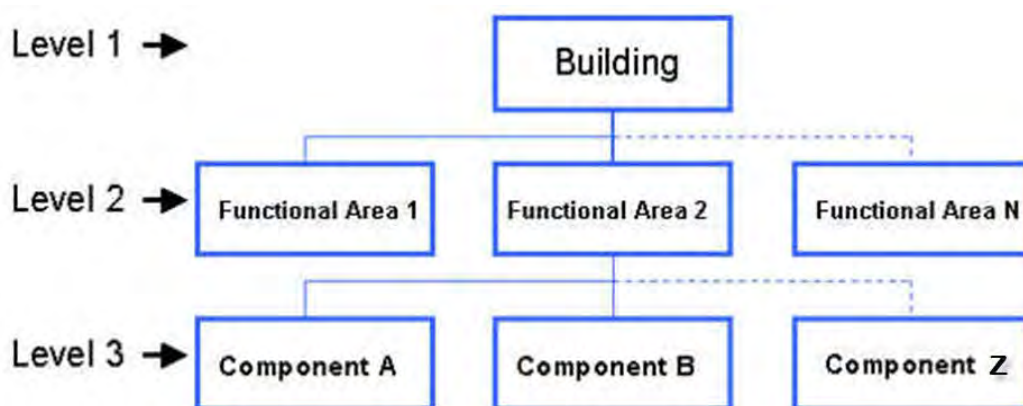 Level 1
Building
Level 2
Functional Area 1
Functional Area 2
Functional Area N
Level 3
Component A
Component B
Component Z